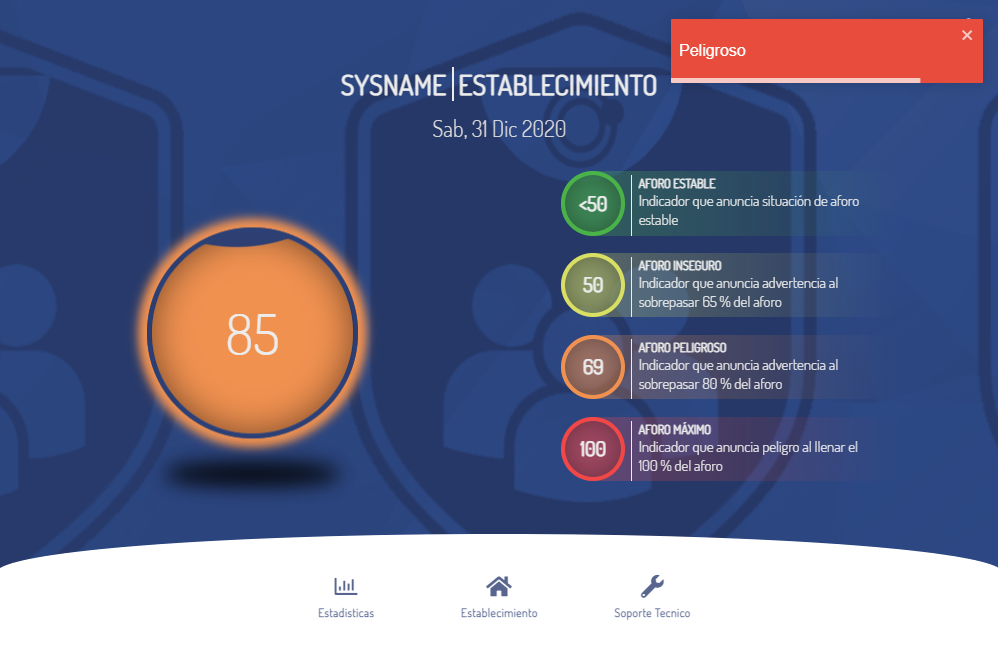 Peligroso
SYSNAME|ESTABLECIMIENTO
Sab, 31 Dic 2020
85
<50
AFORO ESTABLE
Indicador que anuncia situación de aforo
estable
50
AFORO INSEGURO
Indicador que anuncia advertencia al
sobrepasar 65 % del aforo
69
AFORO PELIGROSO
Indicador que anuncia advertencia al
sobrepasar 80 % del aforo
100
AFORO MÁXIMO
Indicador que anuncia peligro al llenar el
100 % del aforo
Estadisticas
Establecimiento
Soporte Tecnico